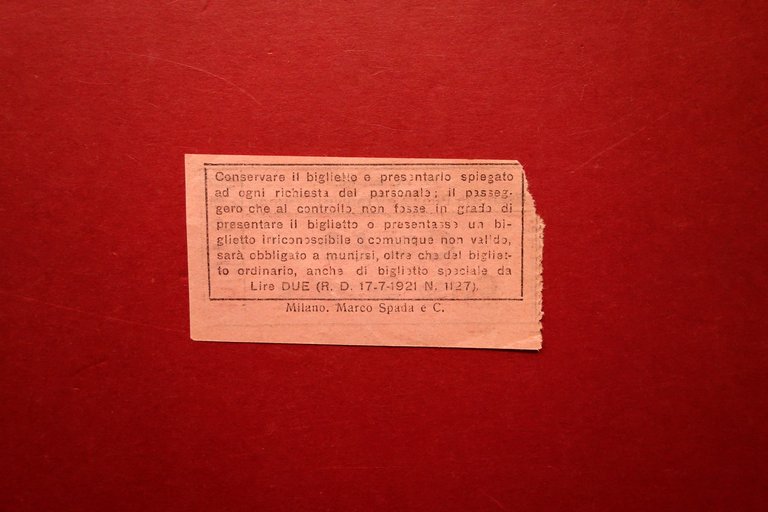 Conservare il biglietto e presentarlo spiegato
ad ogni richiesta del personale; il passeg-
gero che al controllo non fosse in grado di
presentare il biglietto o presentasse un bi-
glietto irriconoscibile o comunque non valido,
sarà obbligato a munirsi, oltre che del bigliet-
to ordinario, anche di biglietto speciale da
Lire DUE (R. D. 17-7-1921 N. 1127).
Milano. Marco Spada e C.